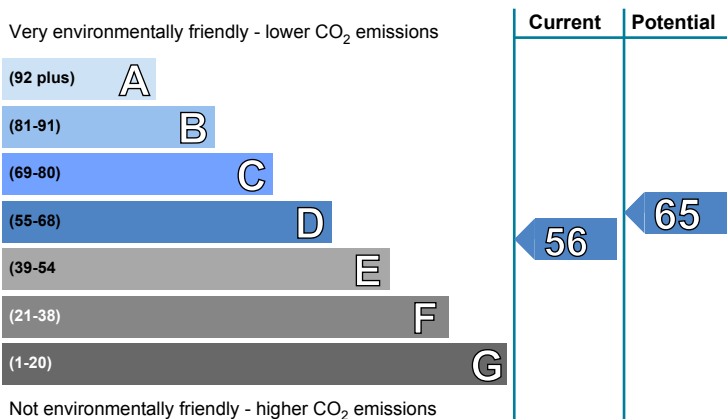 Very environmentally friendly - lower CO2 emissions
Current
Potential
(92 plus) A
(81-91) B
(69-80) C
(55-68) D
(39-54 E
(21-38) F
(1-20) G
56
65
Not environmentally friendly - higher CO2 emissions